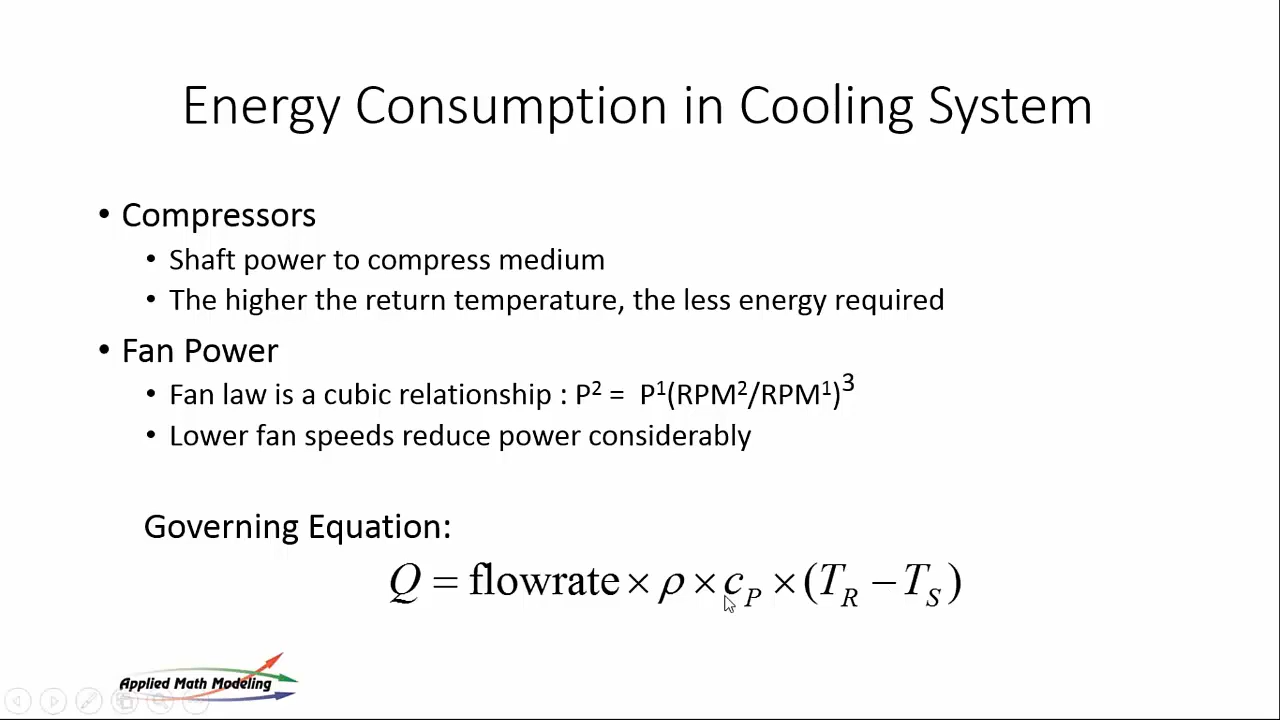 Energy Consumption in Cooling System
• Compressors
• Shaft power to compress medium
• The higher the return temperature, the less energy required
• Fan Power
• Fan law is a cubic relationship : P² = P¹(RPM²/RPM¹)³
• Lower fan speeds reduce power considerably
Governing Equation:
Q = flowrate × ρ × c_P × (T_R − T_S)
Applied Math Modeling